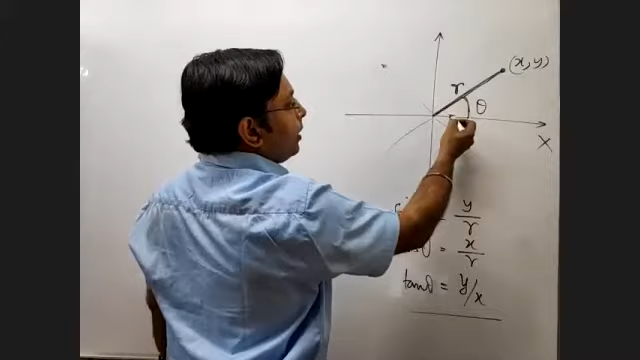 (x, y)
r
θ
X
y/r
θ = x/r
tanθ = y/x